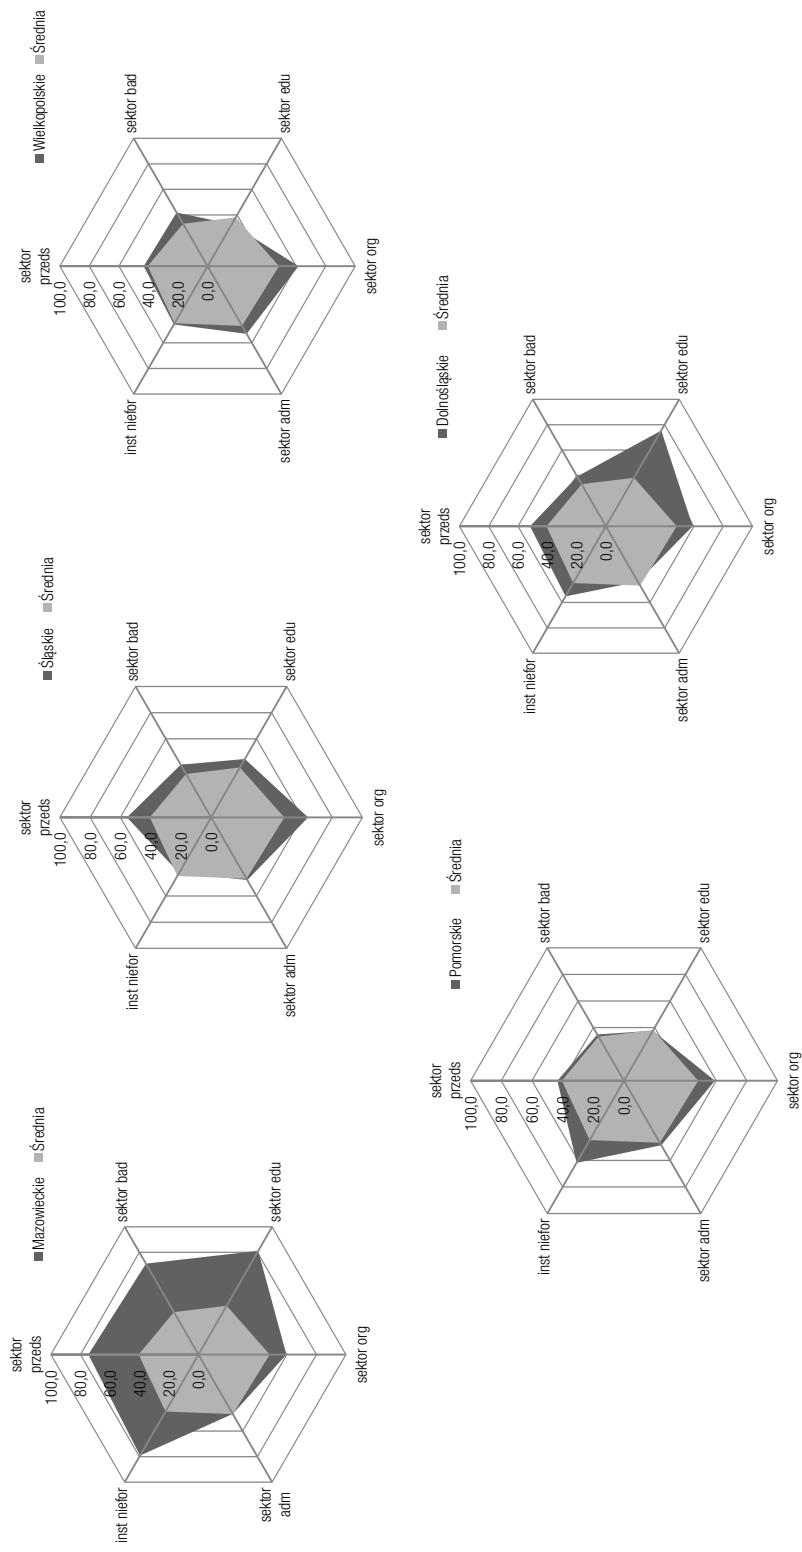 Mazowieckie Średnia
sektor
przeds
100,0
80,0
60,0
40,0
20,0
0,0
sektor bad
sektor edu
sektor org
sektor
adm
inst niefor
Śląskie Średnia
sektor
przeds
100,0
80,0
60,0
40,0
20,0
0,0
sektor bad
sektor edu
sektor org
sektor adm
inst niefor
Wielkopolskie Średnia
sektor
przeds
100,0
80,0
60,0
40,0
20,0
0,0
sektor bad
sektor edu
sektor org
sektor adm
inst niefor
Pomorskie Średnia
sektor
przeds
100,0
80,0
60,0
40,0
20,0
0,0
sektor bad
sektor edu
sektor org
sektor adm
inst niefor
Dolnośląskie Średnia
sektor
przeds
100,0
80,0
60,0
40,0
20,0
0,0
sektor bad
sektor edu
sektor org
sektor adm
inst niefor